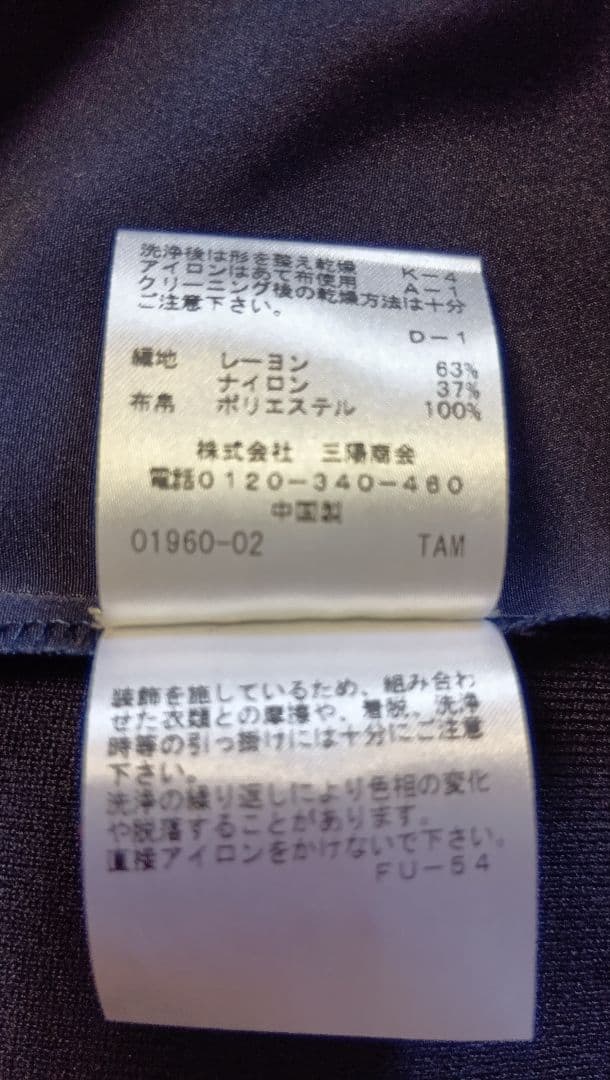 洗浄後は形を整え乾燥 K-4
アイロンはあて布使用 A-1
クリーニング後の乾燥方法は十分
ご注意下さい。
D-1
編地 レーヨン 63%
ナイロン 37%
布帛 ポリエステル 100%
株式会社 三陽商会
電話0120-340-460
中国製
01960-02 TAM
装飾を施しているため、組み合わ
せた衣類との摩擦や、着脱、洗浄
時等の引っ掛けには十分にご注意
下さい。
洗浄の繰り返しにより色相の変化
や脱落することがあります。
直接アイロンをかけないで下さい。
FU-54